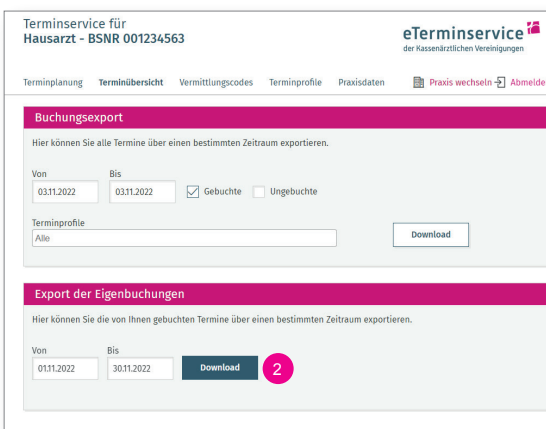 Terminservice für
Hausarzt - BSNR 001234563
eTerminservice
der Kassenärztlichen Vereinigungen
Terminplanung Terminübersicht Vermittlungscodes Terminprofile Praxisdaten Praxis wechseln Abmelde
Buchungsexport
Hier können Sie alle Termine über einen bestimmten Zeitraum exportieren.
Von Bis
03.11.2022 03.11.2022 Gebuchte Ungebuchte
Terminprofile
Alle
Download
Export der Eigenbuchungen
Hier können Sie die von Ihnen gebuchten Termine über einen bestimmten Zeitraum exportieren.
Von Bis
01.11.2022 30.11.2022 Download 2